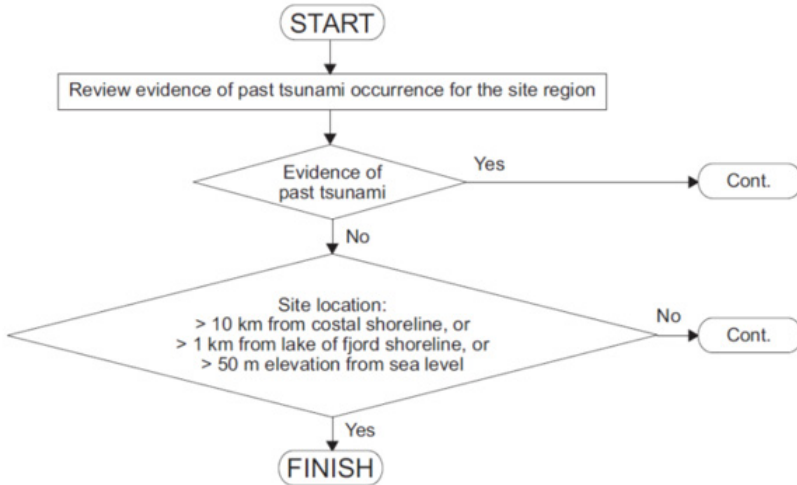 START
Review evidence of past tsunami occurrence for the site region
Evidence of
past tsunami
Yes
Cont.
No
Site location:
> 10 km from costal shoreline, or
> 1 km from lake of fjord shoreline, or
> 50 m elevation from sea level
No
Cont.
Yes
FINISH